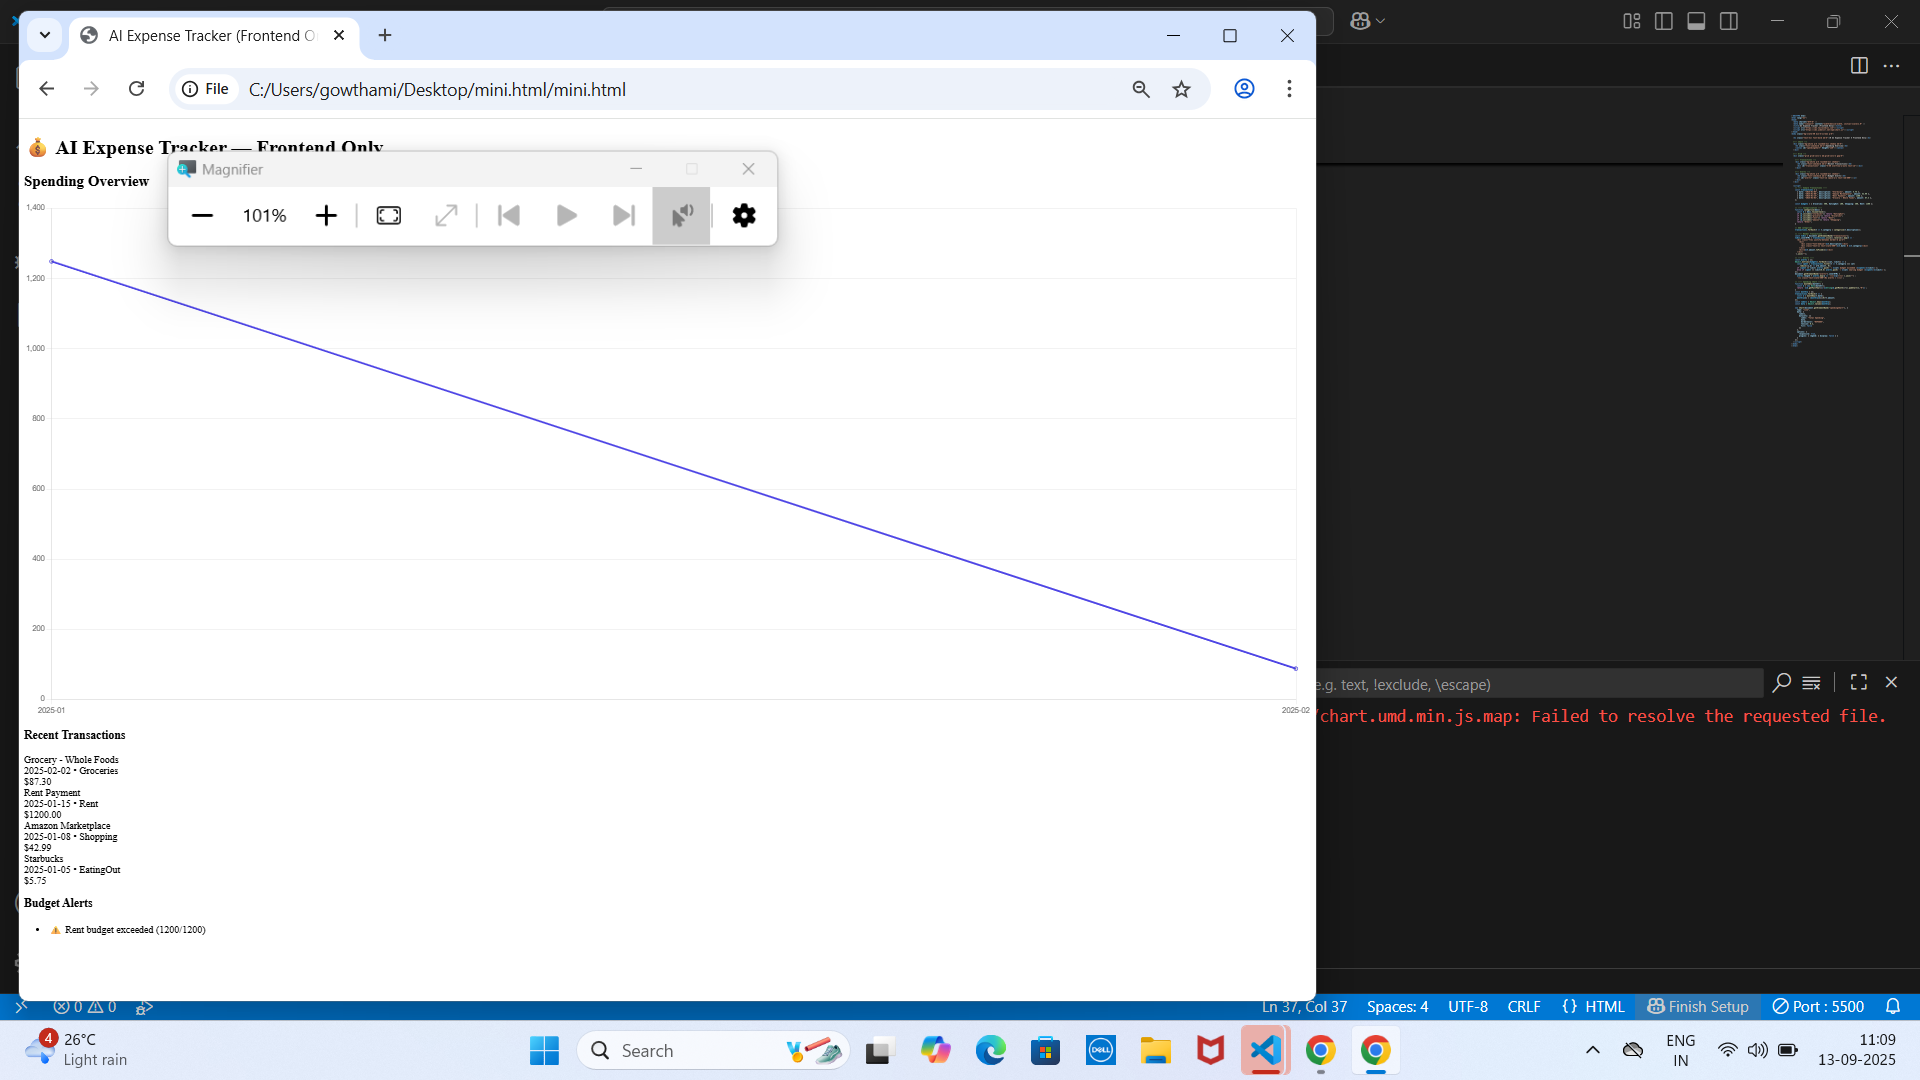 AI Expense Tracker (Frontend O
File C:/Users/gowthami/Desktop/mini.html/mini.html
💰 AI Expense Tracker — Frontend Only
Magnifier
101%
Spending Overview
1,400
1,200
1,000
800
600
400
200
0
2025-01 2025-02
Recent Transactions
Grocery - Whole Foods
2025-02-02 • Groceries
$87.30
Rent Payment
2025-01-15 • Rent
$1200.00
Amazon Marketplace
2025-01-08 • Shopping
$42.99
Starbucks
2025-01-05 • EatingOut
$5.75
Budget Alerts
• ⚠️ Rent budget exceeded (1200/1200)
e.g. text, !exclude, \escape)
/chart.umd.min.js.map: Failed to resolve the requested file.
0 0 Ln 37, Col 37 Spaces: 4 UTF-8 CRLF {} HTML Finish Setup Port : 5500
4 26°C
Light rain
Search
DELL
ENG
IN
11:09
13-09-2025